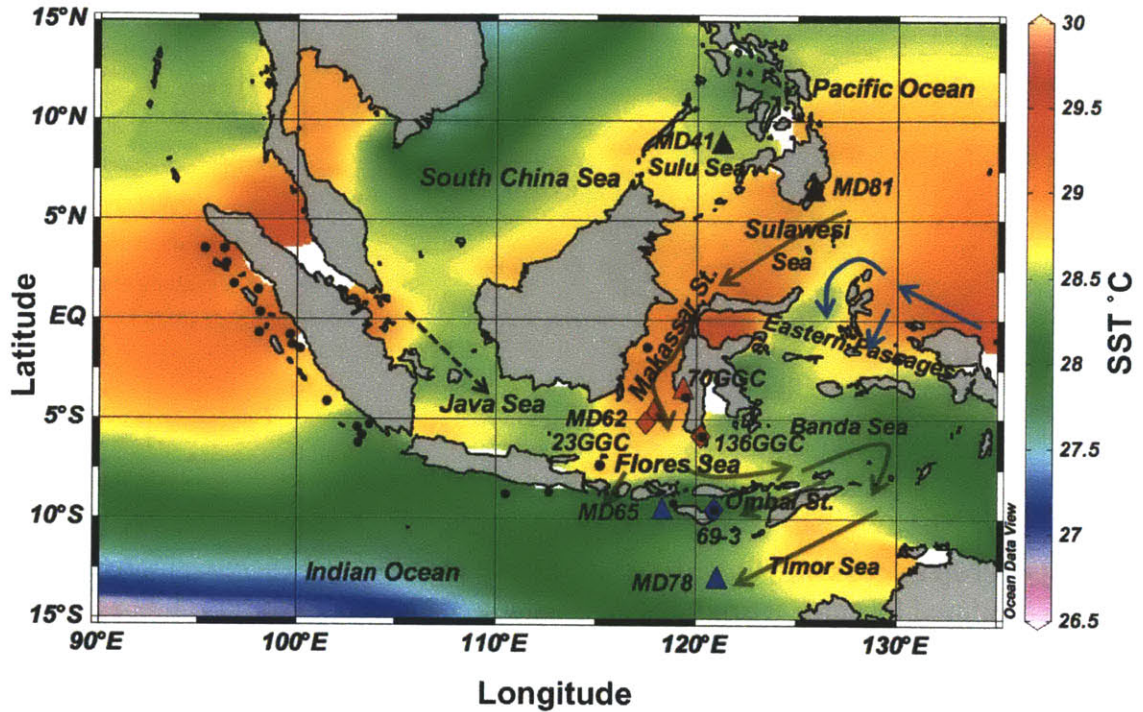 15°N
10°N
5°N
EQ
5°S
10°S
15°S
Latitude
90°E
100°E
110°E
120°E
130°E
Longitude
Pacific Ocean
MD41
Sulu Sea
South China Sea
MD81
Sulawesi
Sea
Makassar St.
Eastern Passages
70GGC
Java Sea
MD62
23GGC
136GGC
Banda Sea
Flores Sea
Ombai St.
MD65
69-3
Indian Ocean
MD78
Timor Sea
Ocean Data View
30
29.5
29
28.5
28
27.5
27
26.5
SST °C